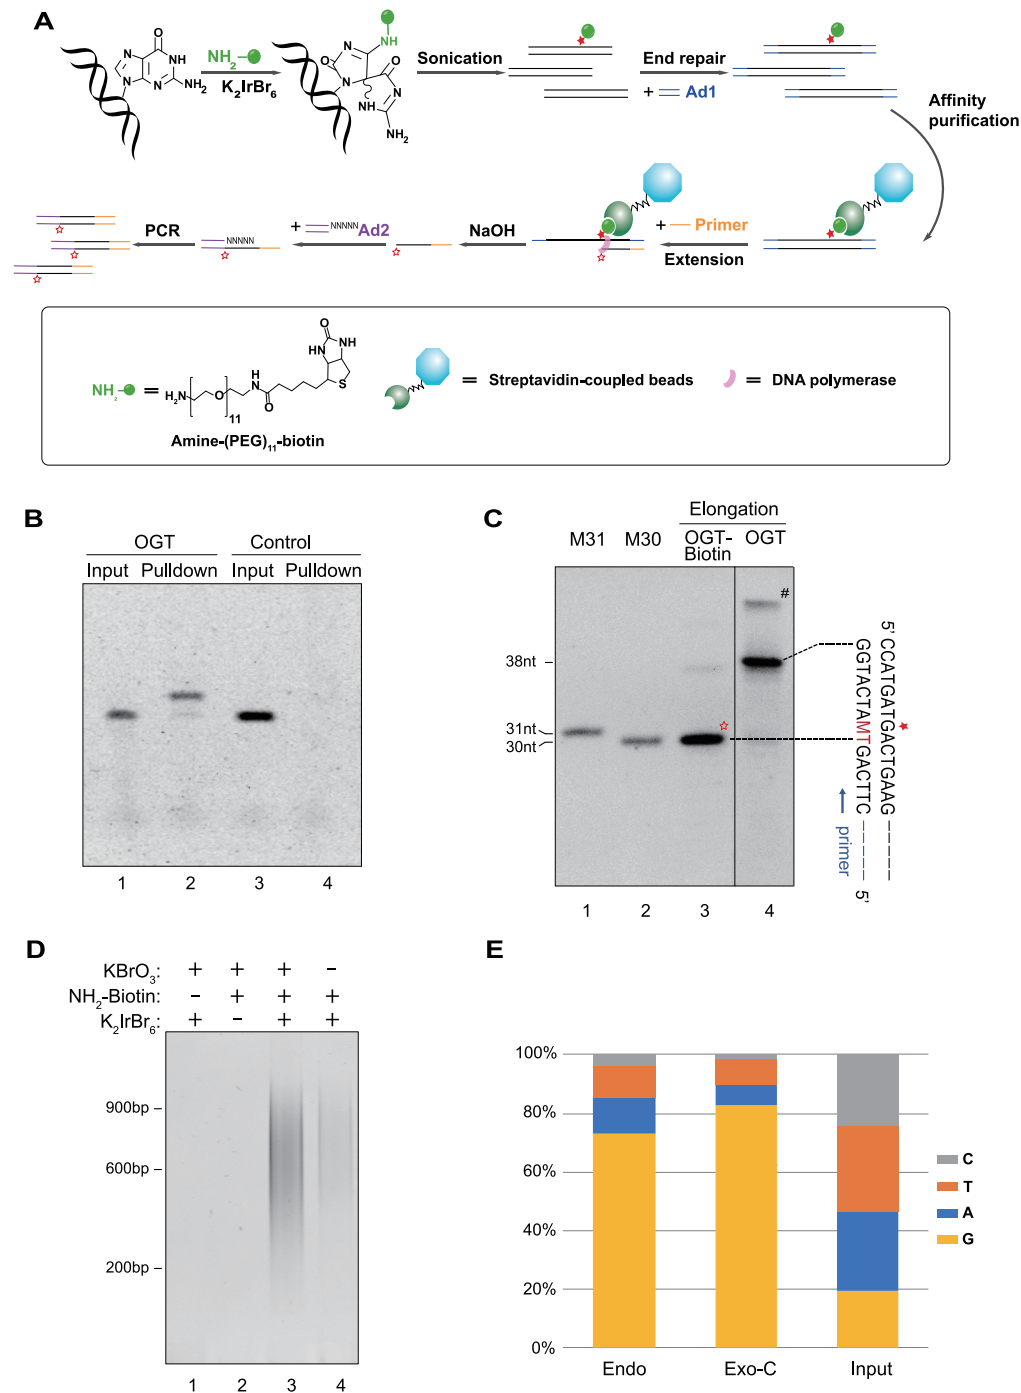 A
O
N
NH
N
N
NH2
NH2
K2IrBr6
NH
N
O
N
O
N
NH
N
NH2
Sonication
End repair
+ Ad1
Affinity
purification
PCR
NNNNN
+ NNNNN Ad2
NaOH
+ Primer
Extension
NH2 = H2N O 11 H N O S HN NH O
Amine-(PEG)11-biotin
= Streptavidin-coupled beads
= DNA polymerase
B
OGT Control
Input Pulldown Input Pulldown
1 2 3 4
C
Elongation
M31 M30 OGT-Biotin OGT
#
38nt
31nt
30nt
1 2 3 4
5' CCATGATGACTGAAG
GGTACTAMTGACTTC 5'
primer
D
KBrO3: + + + -
NH2-Biotin: - + + +
K2IrBr6: + - + +
900bp
600bp
200bp
1 2 3 4
E
100%
80%
60%
40%
20%
0%
Endo Exo-C Input
C
T
A
G